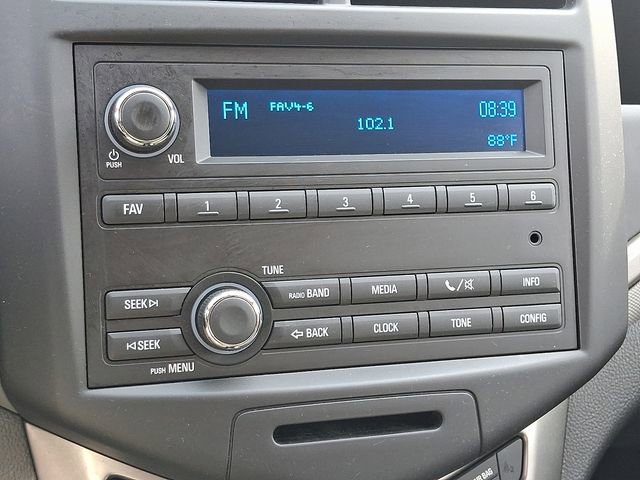 FM FAV4-6 08:39
102.1
88°F
PUSH VOL
FAV 1 2 3 4 5 6
TUNE
SEEK RADIO BAND MEDIA INFO
SEEK BACK CLOCK TONE CONFIG
PUSH MENU
BAG